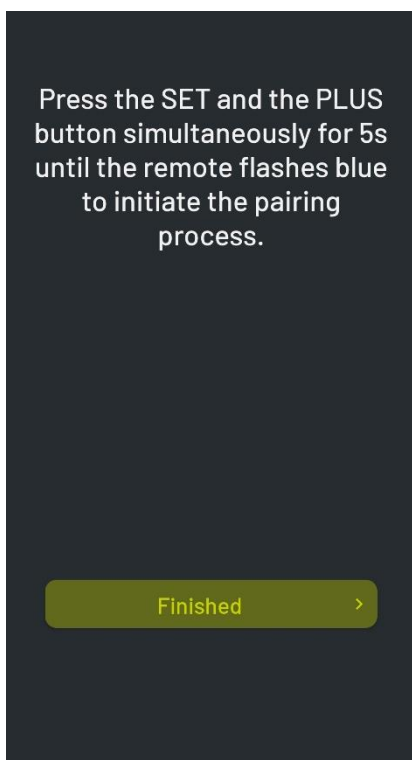 Press the SET and the PLUS
button simultaneously for 5s
until the remote flashes blue
to initiate the pairing
process.
Finished